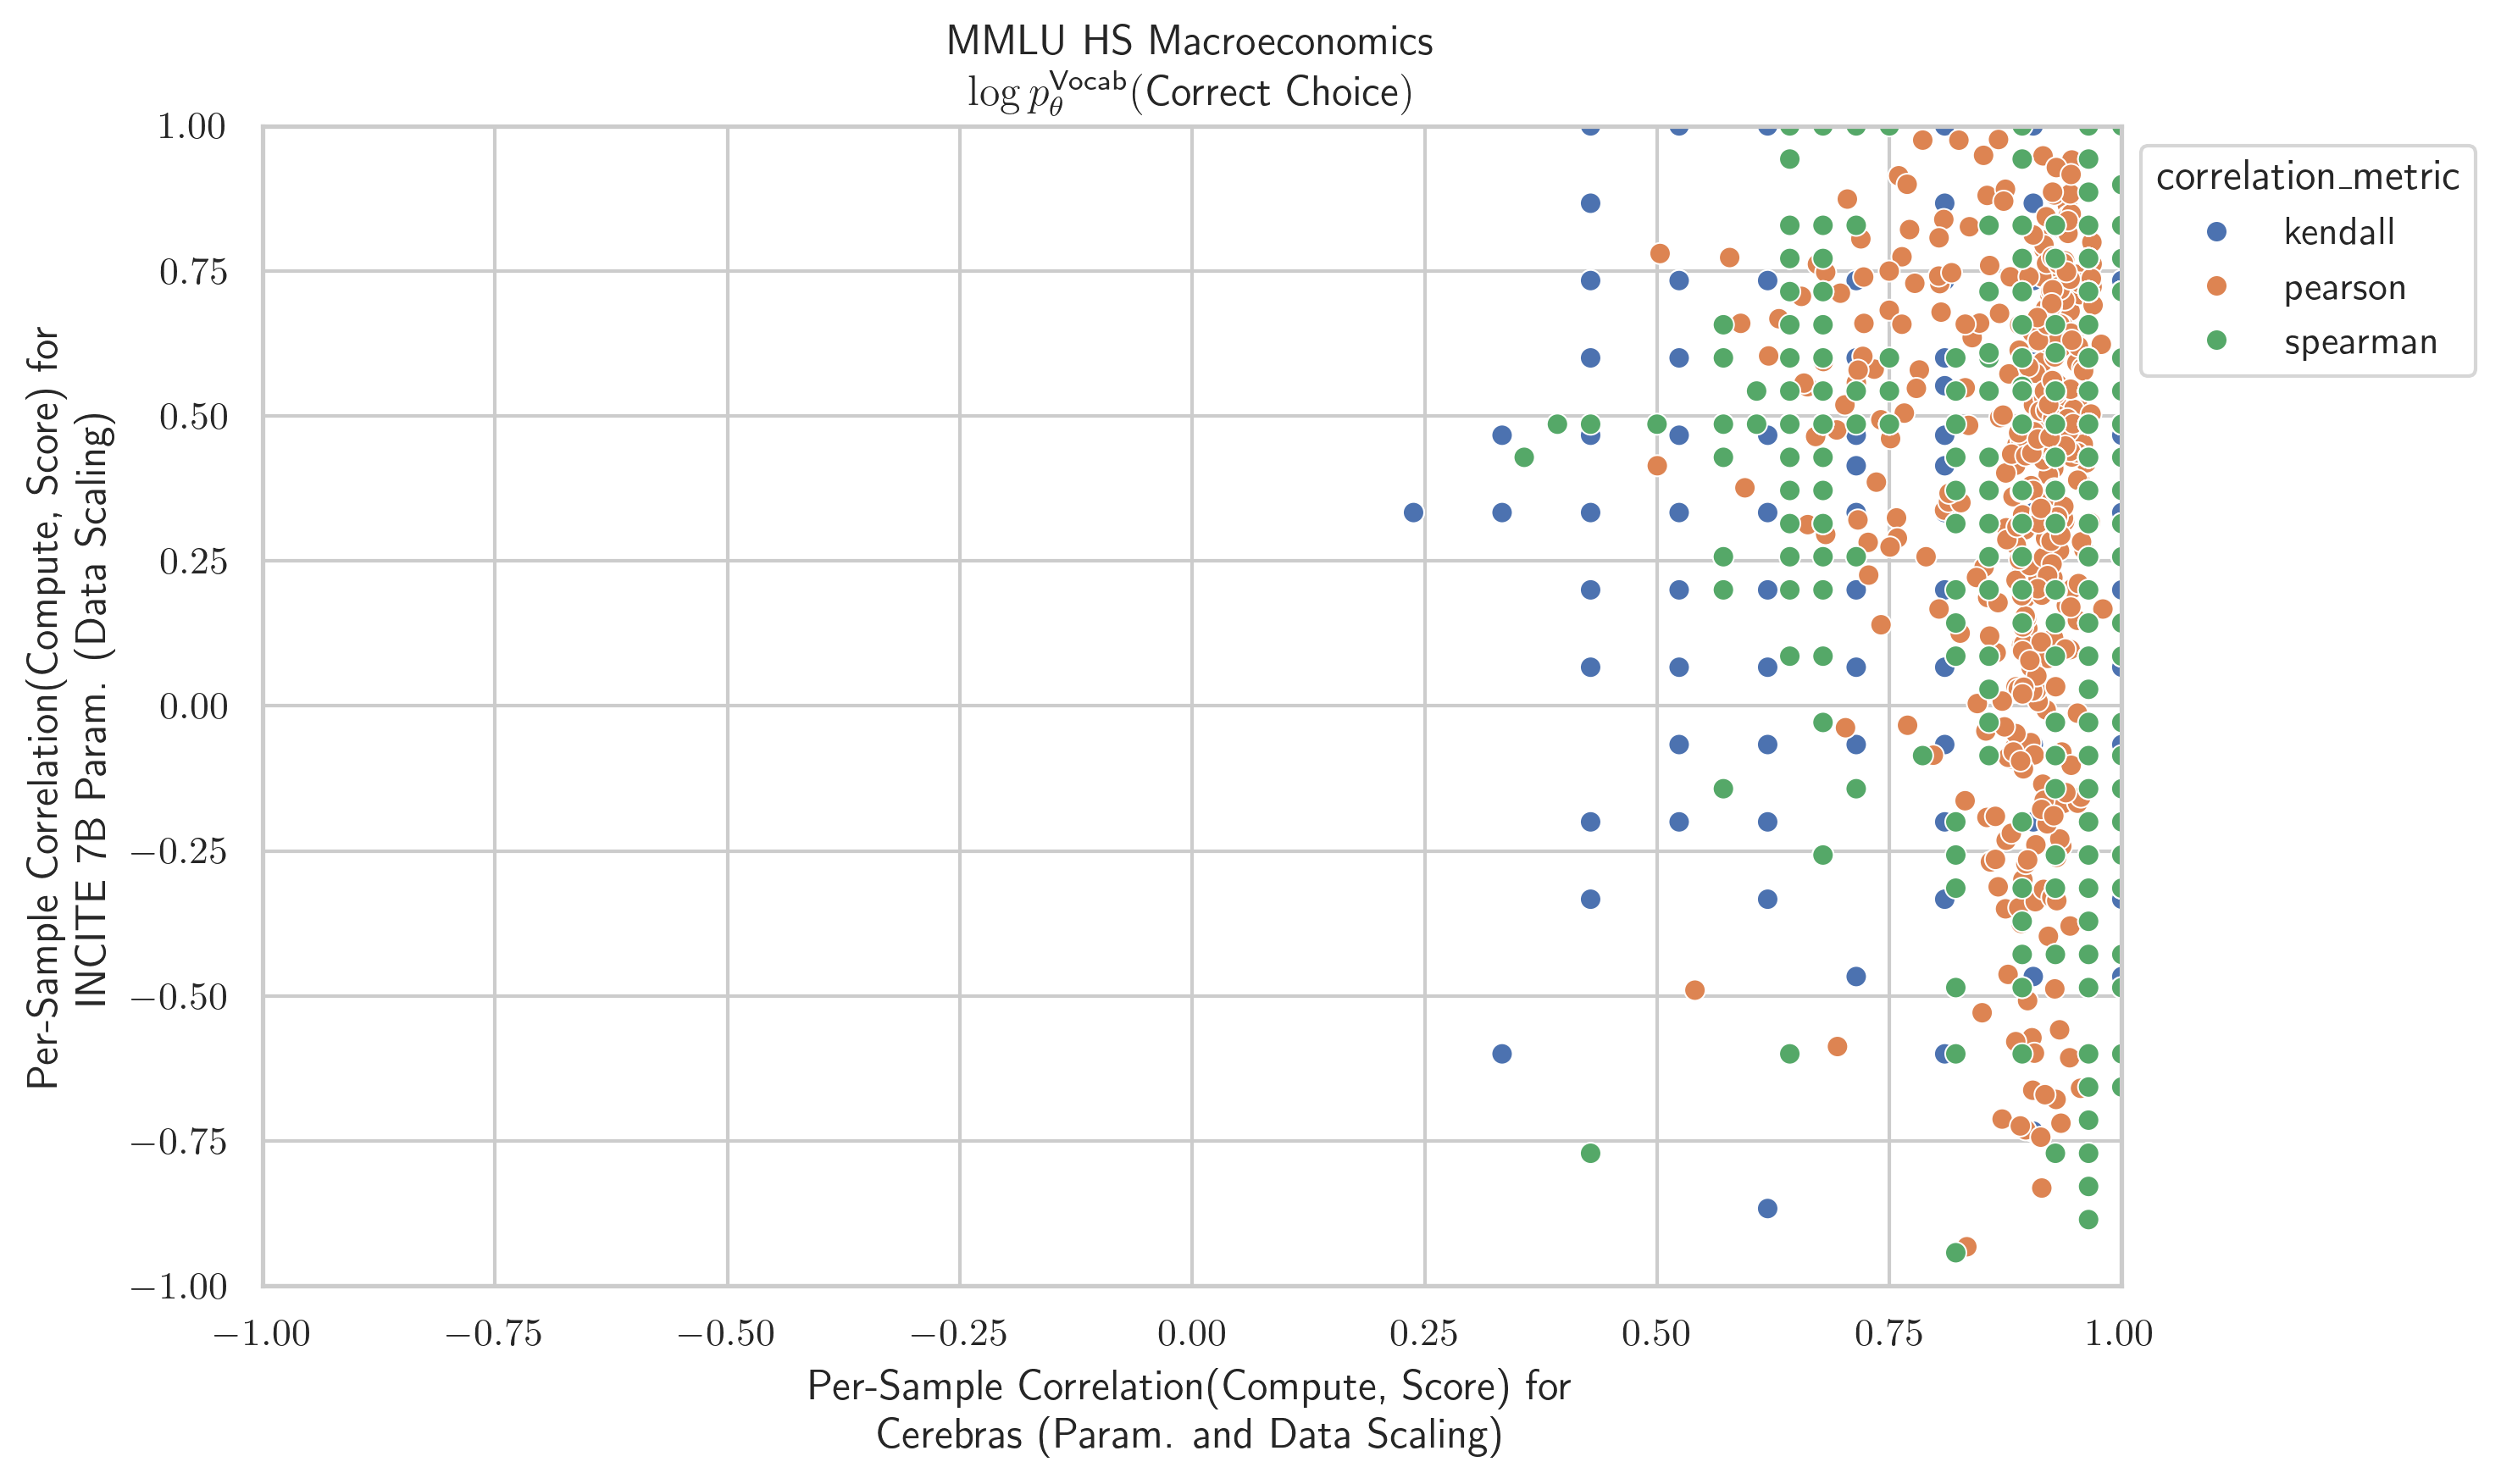 MMLU HS Macroeconomics
log p_θ^Vocab(Correct Choice)
Per-Sample Correlation(Compute, Score) for
INCITE 7B Param. (Data Scaling)
1.00
0.75
0.50
0.25
0.00
−0.25
−0.50
−0.75
−1.00
−1.00 −0.75 −0.50 −0.25 0.00 0.25 0.50 0.75 1.00
Per-Sample Correlation(Compute, Score) for
Cerebras (Param. and Data Scaling)
correlation_metric
kendall
pearson
spearman